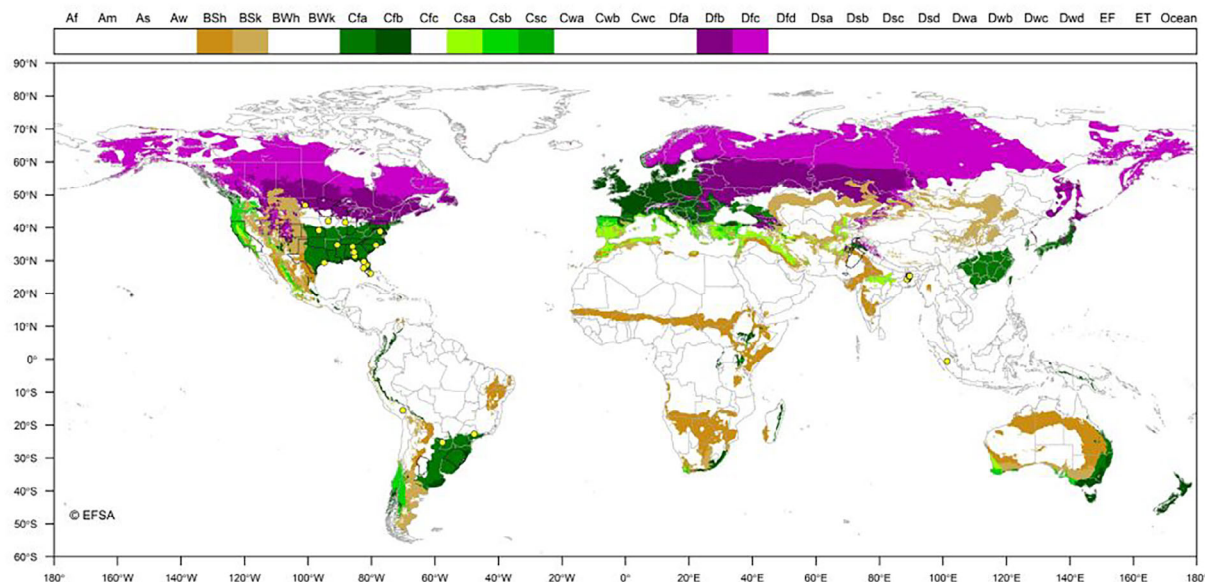 Af Am As Aw BSh BSk BWh BWk Cfa Cfb Cfc Csa Csb Csc Cwa Cwb Cwc Dfa Dfb Dfc Dfd Dsa Dsb Dsc Dsd Dwa Dwb Dwc Dwd EF ET Ocean
90°N
80°N
70°N
60°N
50°N
40°N
30°N
20°N
10°N
0°
10°S
20°S
30°S
40°S
50°S
60°S
© EFSA
180° 160°W 140°W 120°W 100°W 80°W 60°W 40°W 20°W 0° 20°E 40°E 60°E 80°E 100°E 120°E 140°E 160°E 180°